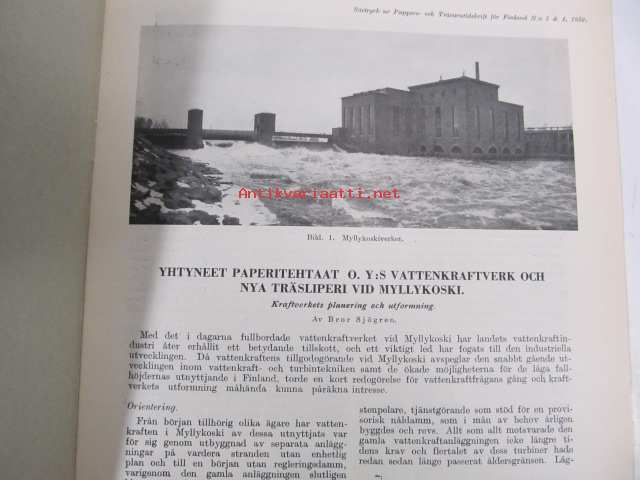 Särtryck ur Pappers- och Trävarutidskrift för Finland N:o 3 & 4, 1930.
Antikvariaatti.net
Bild. 1. Myllykoskiverken.
YHTYNEET PAPERITEHTAAT O. Y:S VATTENKRAFTVERK OCH
NYA TRÄSLIPERI VID MYLLYKOSKI.
Kraftverkets planering och utformning.
Av Bror Sjögren.
Med det i dagarna fullbordade vattenkraftverket vid Myllykoski har landets vattenkraftin-
dustri åter erhållit ett betydande tillskott, och ett viktigt led har fogats till den industriella
utvecklingen. Då vattenkraftens tillgodogörande vid Myllykoski avspeglar den snabbt gående ut-
vecklingen inom vattenkraft- och turbintekniken samt de ökade möjligheterna för de låga fall-
höjdernas utnyttjande i Finland, torde en kort redogörelse för vattenkraftfrågans gång och kraft-
verkets utformning måhända kunna påräkna intresse.
Orientering.
Från början tillhörig olika ägare har vatten-
kraften i Myllykoski av dessa utnyttjats var
för sig genom utbyggnad av separata anlägg-
ningar på vardera stranden utan enhetlig
plan och till en början utan regleringsdamm,
varigenom den gamla anläggningen slutligen
stenpelare, tjänstgörande som stöd för en provi-
sorisk nåldamm, som i mån av behov årligen
byggdes och revs. Allt som allt motsvarade den
gamla vattenkraftanläggningen icke längre ti-
dens krav och flertalet av dess turbiner hade
redan sedan länge passerat åldersgränsen. Låg-